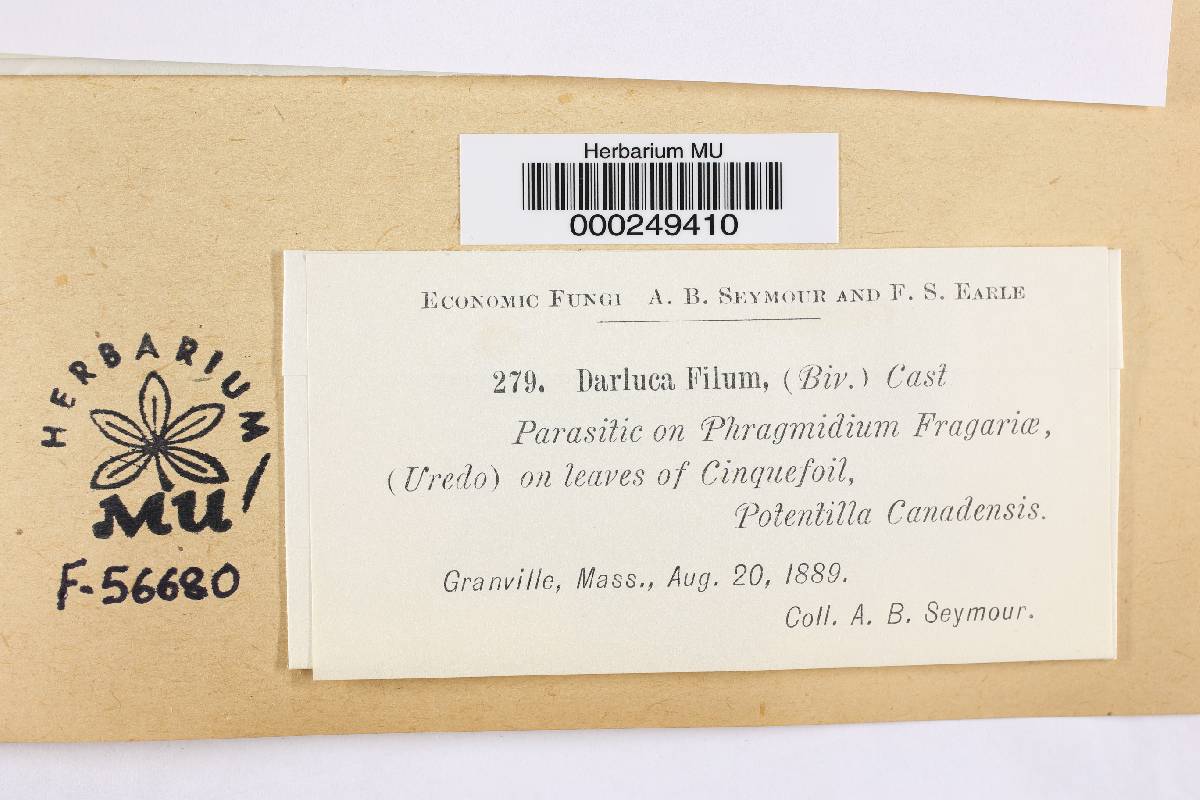 Herbarium MU
000249410
ECONOMIC FUNGI A. B. SEYMOUR AND F. S. EARLE
279. Darluca Filum, (Biv.) Cast
Parasitic on Phragmidium Fragariæ,
(Uredo) on leaves of Cinquefoil,
Potentilla Canadensis.
Granville, Mass., Aug. 20, 1889.
Coll. A. B. Seymour.
HERBARIUM
MU
F-56680